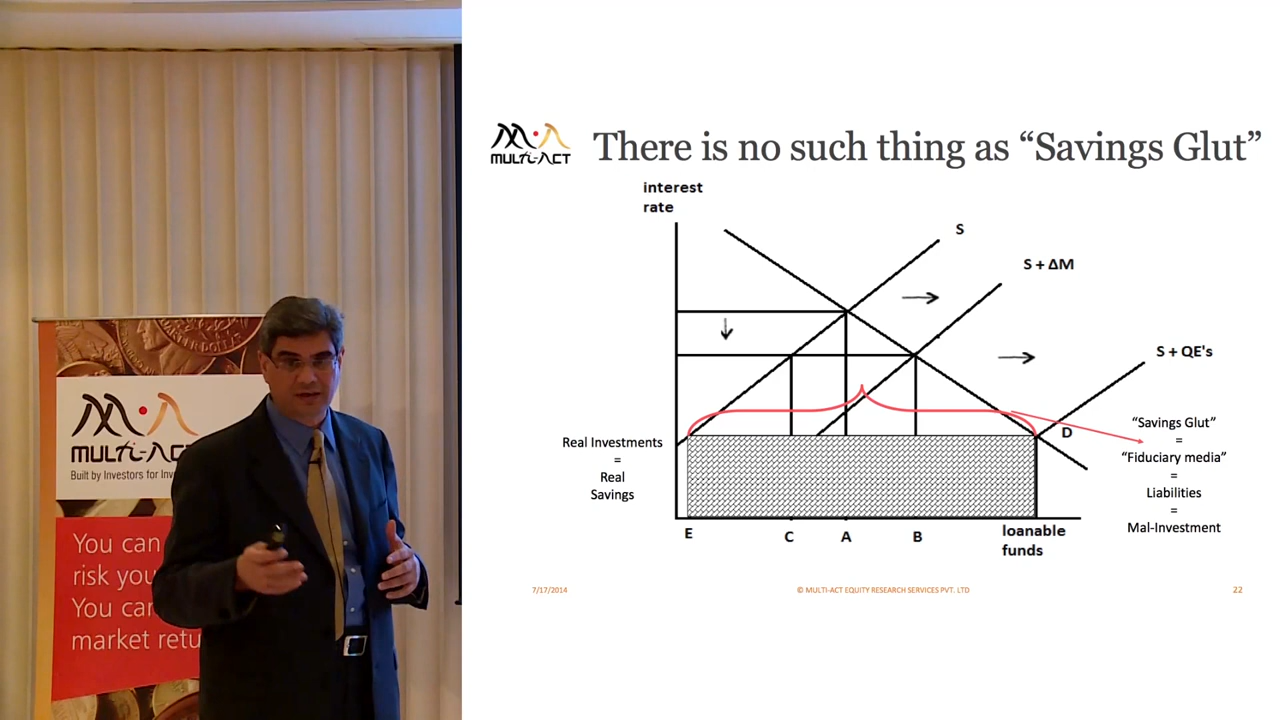 MULTI-ACT
Built by Investors for Inv
You can
risk you
You can
market retu
MULTI-ACT
There is no such thing as “Savings Glut”
interest
rate
S
S + ΔM
S + QE's
D
Real Investments
=
Real
Savings
“Savings Glut”
=
“Fiduciary media”
=
Liabilities
=
Mal-Investment
E
C
A
B
loanable
funds
7/17/2014
© MULTI-ACT EQUITY RESEARCH SERVICES PVT. LTD
22